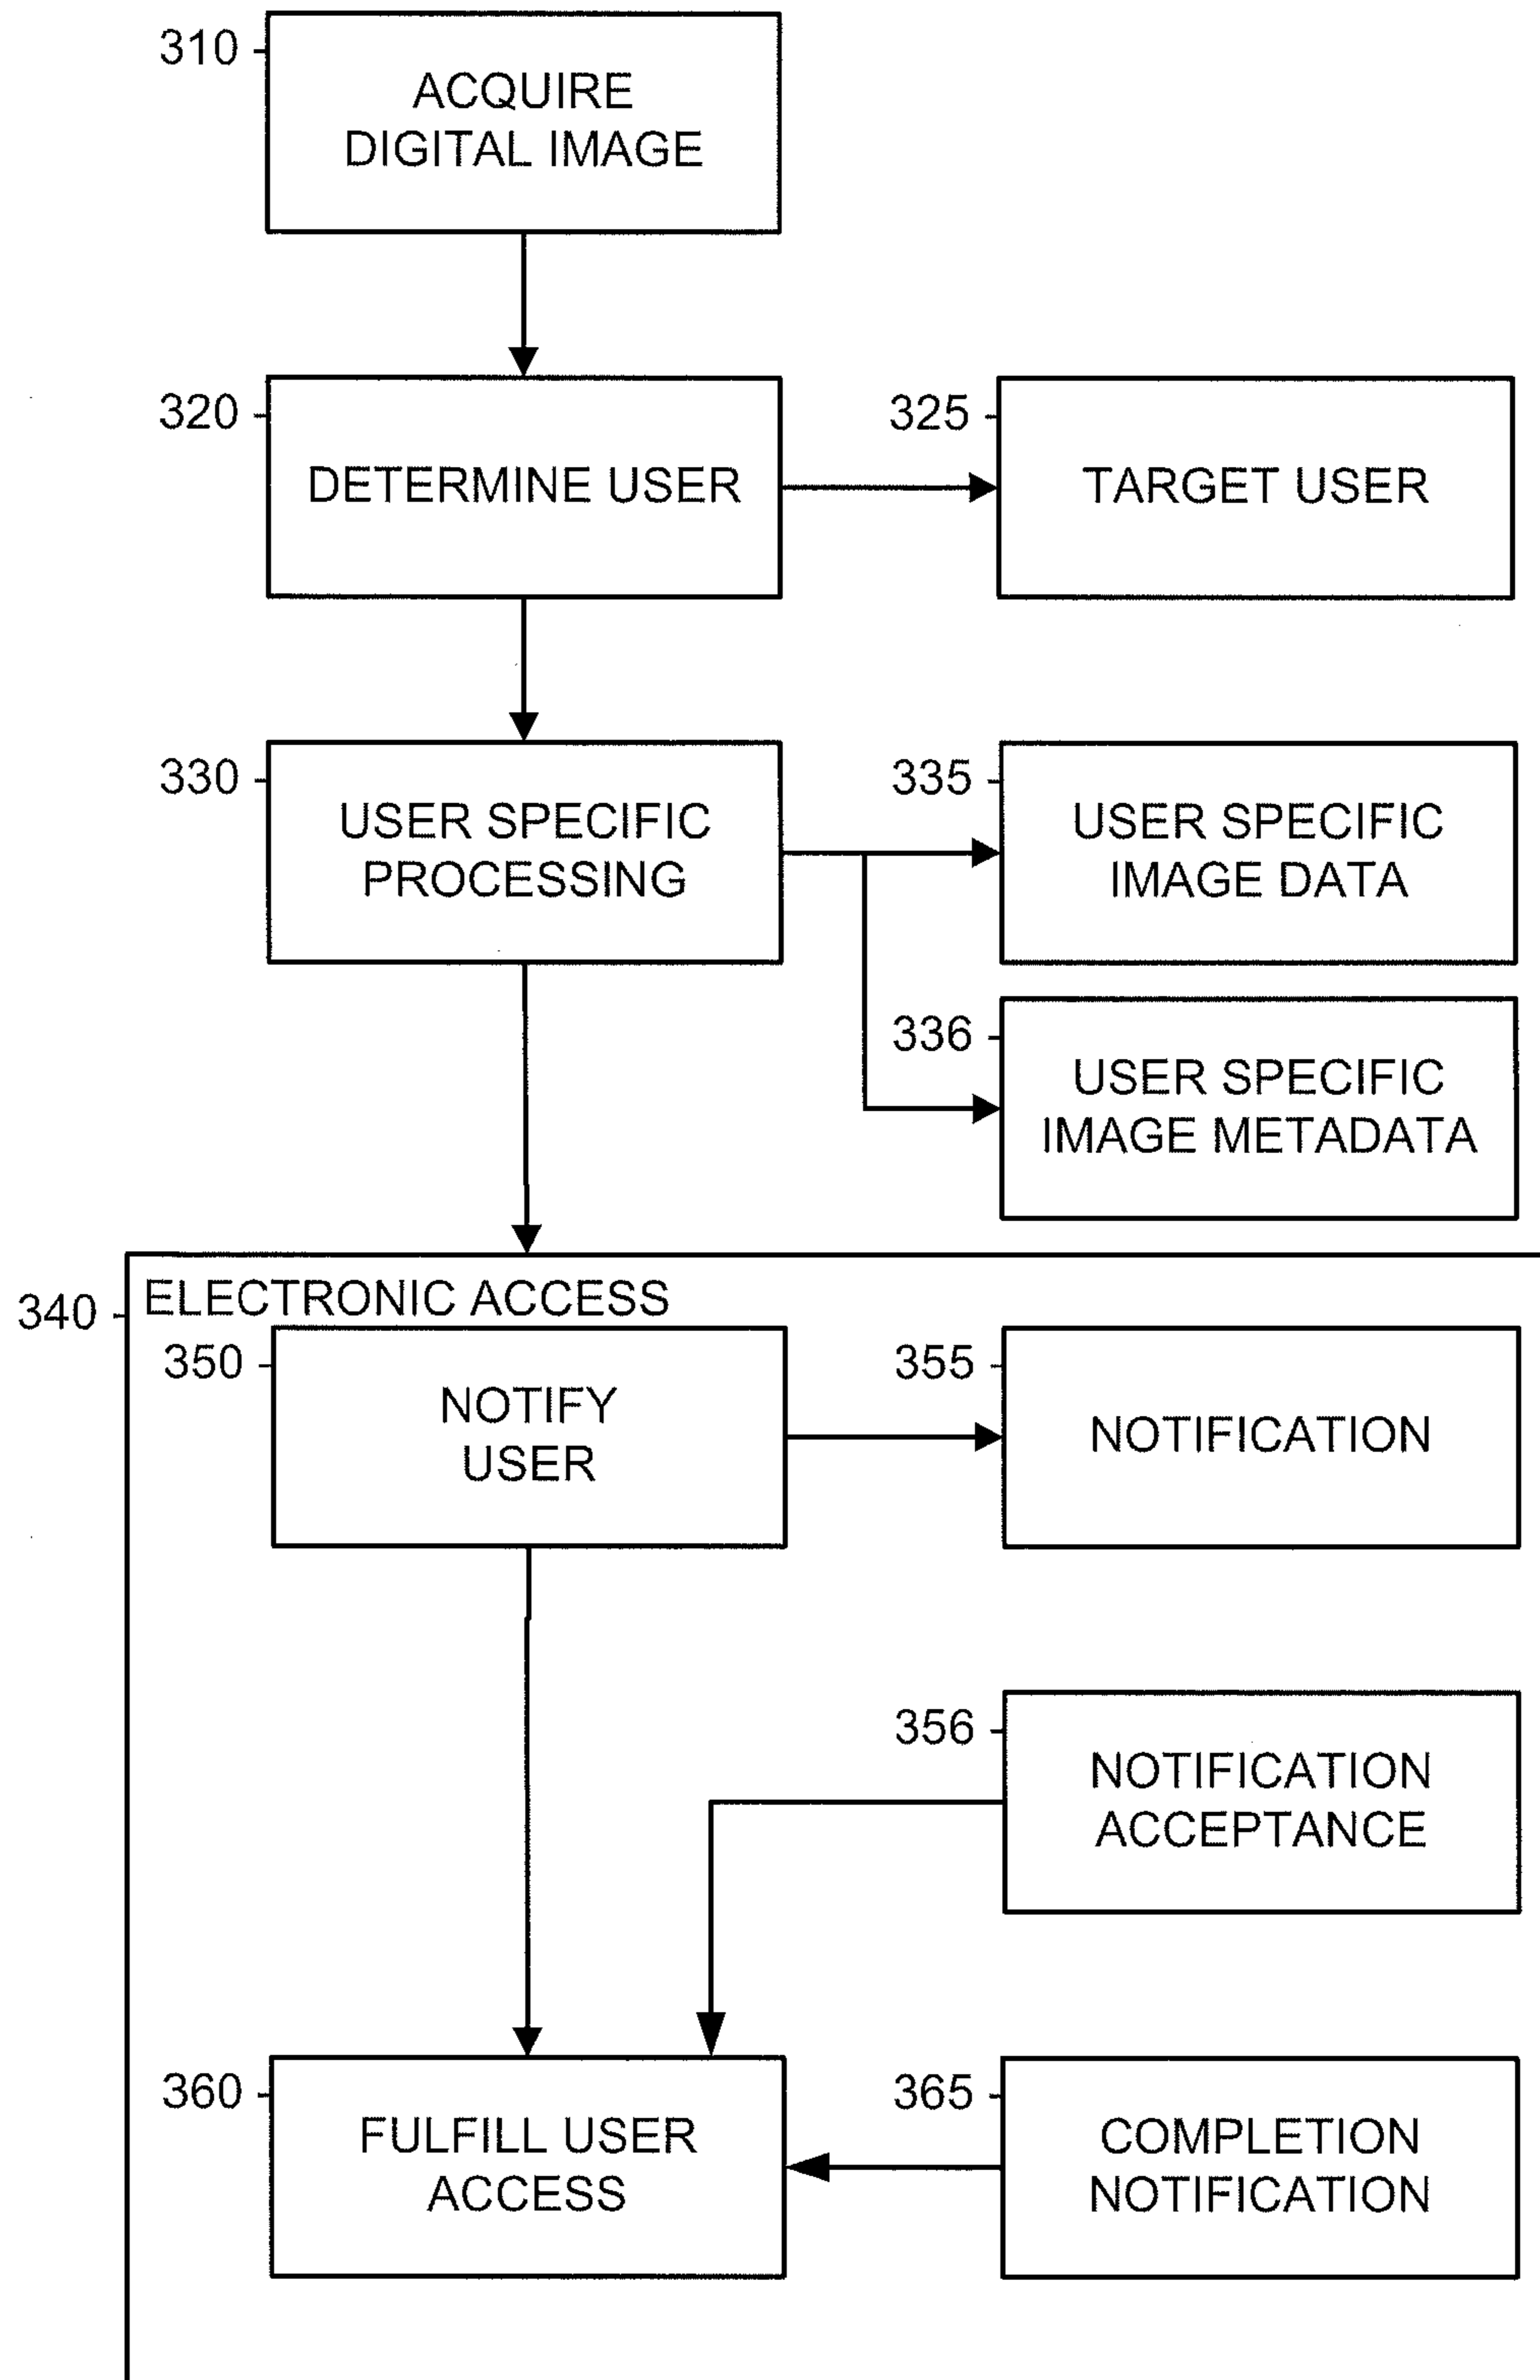 310
ACQUIRE
DIGITAL IMAGE
320
DETERMINE USER
325
TARGET USER
330
USER SPECIFIC
PROCESSING
335
USER SPECIFIC
IMAGE DATA
336
USER SPECIFIC
IMAGE METADATA
340
ELECTRONIC ACCESS
350
NOTIFY
USER
355
NOTIFICATION
356
NOTIFICATION
ACCEPTANCE
360
FULFILL USER
ACCESS
365
COMPLETION
NOTIFICATION